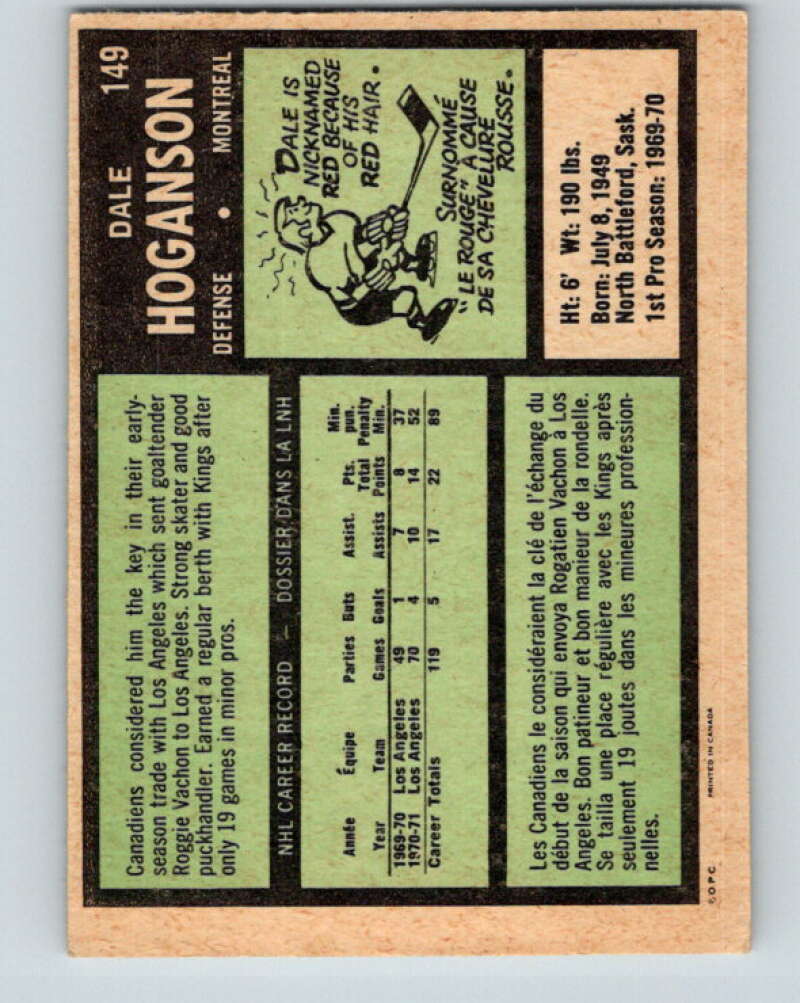 149
DALE
HOGANSON
DEFENSE • MONTREAL
DALE IS
NICKNAMED
RED BECAUSE
OF HIS
RED HAIR.
SURNOMMÉ
"LE ROUGE" À CAUSE
DE SA CHEVELURE
ROUSSE.
Ht: 6' Wt: 190 lbs.
Born: July 8, 1949
North Battleford, Sask.
1st Pro Season: 1969-70
Canadiens considered him the key in their early-
season trade with Los Angeles which sent goaltender
Roggie Vachon to Los Angeles. Strong skater and good
puckhandler. Earned a regular berth with Kings after
only 19 games in minor pros.
NHL CAREER RECORD — DOSSIER DANS LA LNH
Année Équipe Parties Buts Assist. Pts. Total Min. pun.
Year Team Games Goals Assists Points Penalty Min.
1969-70 Los Angeles 49 1 7 8 37
1970-71 Los Angeles 70 4 10 14 52
Career Totals 119 5 17 22 89
Les Canadiens le considéraient la clé de l'échange du
début de la saison qui envoya Rogatien Vachon à Los
Angeles. Bon patineur et bon manieur de la rondelle.
Se tailla une place régulière avec les Kings après
seulement 19 joutes dans les mineures profession-
nelles.
© O.P.C. PRINTED IN CANADA